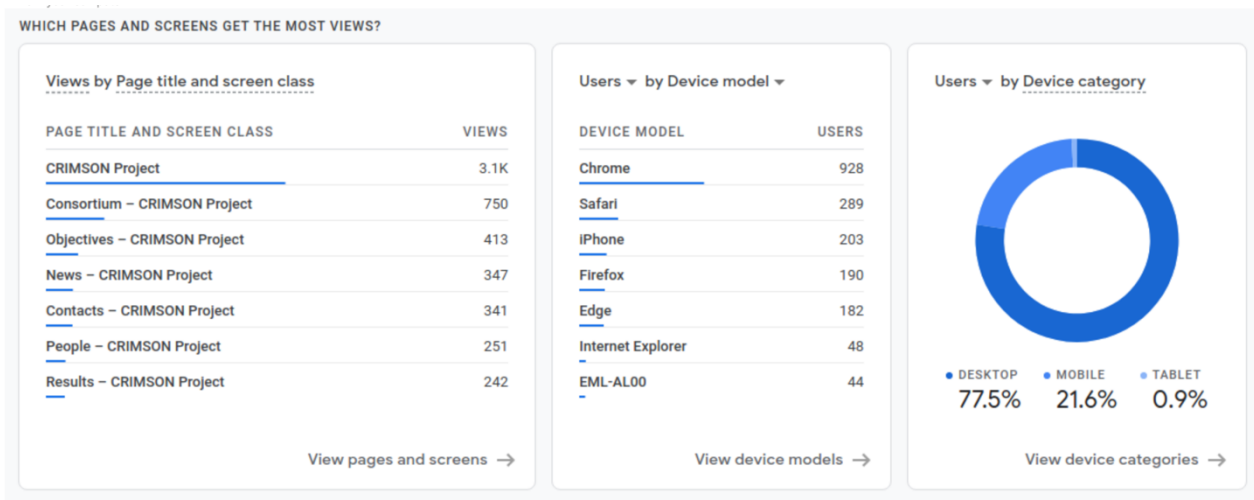 WHICH PAGES AND SCREENS GET THE MOST VIEWS?
Views by Page title and screen class
PAGE TITLE AND SCREEN CLASS VIEWS
CRIMSON Project 3.1K
Consortium – CRIMSON Project 750
Objectives – CRIMSON Project 413
News – CRIMSON Project 347
Contacts – CRIMSON Project 341
People – CRIMSON Project 251
Results – CRIMSON Project 242
View pages and screens
Users by Device model
DEVICE MODEL USERS
Chrome 928
Safari 289
iPhone 203
Firefox 190
Edge 182
Internet Explorer 48
EML-AL00 44
View device models
Users by Device category
DESKTOP MOBILE TABLET
77.5% 21.6% 0.9%
View device categories